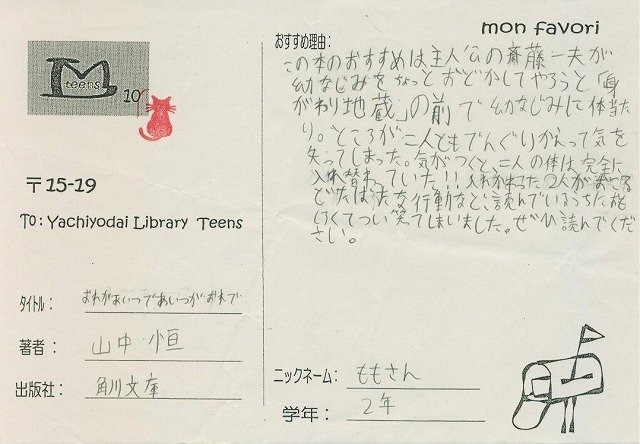 mon favori
teens
10
〒15-19
To: Yachiyodai Library Teens
タイトル: おれがあいつであいつがおれで
著者: 山中 恒
出版社: 角川文庫
おすすめ理由:
この本のおすすめは主人公の斎藤一夫が
幼なじみをちょっとおどかしてやろうと「身
がわり地蔵」の前で幼なじみに体当た
り。ところが二人ともでんぐりかえって気を
失ってしまった。気がつくと、二人の体は完全に
入れ替わっていた!!入れかわった2人がおこる
どたばたな行動など、読んでいるうちに面
白くてつい笑ってしまいました。ぜひ読んでくだ
さい。
ニックネーム: ももさん
学年: 2年